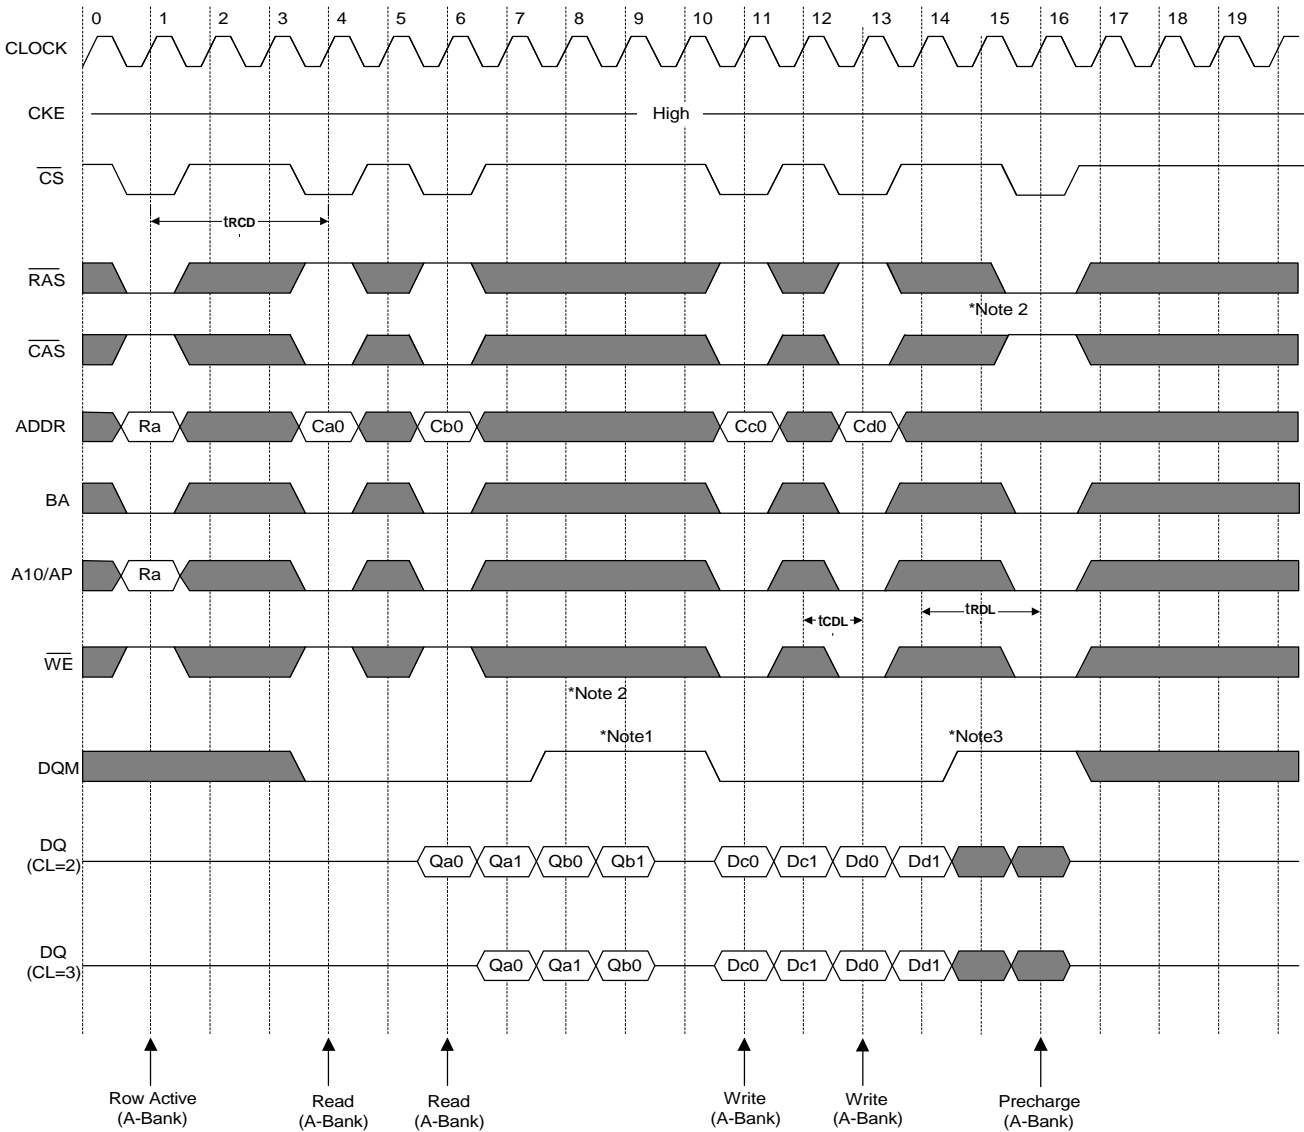 0 1 2 3 4 5 6 7 8 9 10 11 12 13 14 15 16 17 18 19
CLOCK
CKE High
CS
tRCD
RAS
*Note 2
CAS
ADDR Ra Ca0 Cb0 Cc0 Cd0
BA
A10/AP Ra
tCDL tRDL
WE
*Note 2
*Note1 *Note3
DQM
DQ
(CL=2) Qa0 Qa1 Qb0 Qb1 Dc0 Dc1 Dd0 Dd1
DQ
(CL=3) Qa0 Qa1 Qb0 Dc0 Dc1 Dd0 Dd1
Row Active
(A-Bank)
Read
(A-Bank)
Read
(A-Bank)
Write
(A-Bank)
Write
(A-Bank)
Precharge
(A-Bank)